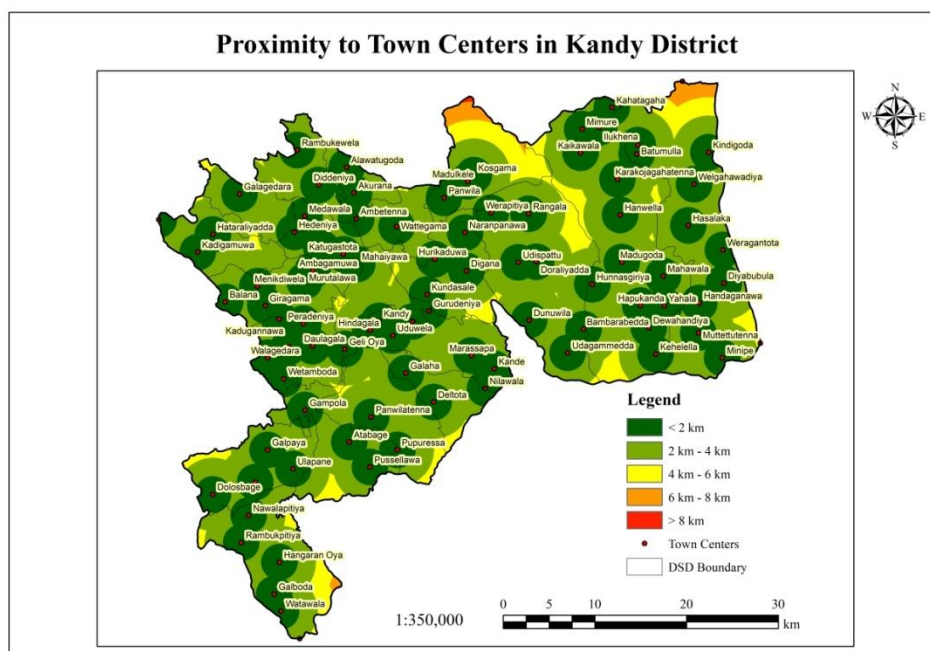 Proximity to Town Centers in Kandy District
N
W E
S
Kahatagaha
Mimure
Ilukhena
Rambukewela
Kaikawala
Batumulla
Kindigoda
Alawatugoda
Kosgama
Madulkele
Karakojagahatenna
Welgahawadiya
Diddeniya
Galagedara
Akurana
Panwila
Medawala
Ambetenna
Werapitiya
Rangala
Hanwella
Hasalaka
Hataraliyadda
Hedeniya
Wattegama
Naranpanawa
Kadigamuwa
Katugastota
Mahaiyawa
Hurikaduwa
Weragantota
Ambagamuwa
Digana
Udispattu
Madugoda
Menikdiwela
Murutalawa
Doraliyadda
Hunnasgiriya
Mahawala
Diyabubula
Balana
Giragama
Kundasale
Hapukanda
Yahala
Handaganawa
Peradeniya
Kandy
Gurudeniya
Dunuwila
Kadugannawa
Hindagala
Uduwela
Bambarabedda
Dewahandiya
Muttettutenna
Daulagala
Geli Oya
Walagedara
Marassapa
Udagammedda
Kehelella
Minipe
Wetamboda
Galaha
Kande
Nilawala
Gampola
Panwilatenna
Deltota
Galpaya
Atabage
Pupuressa
Ulapane
Pussellawa
Dolosbage
Nawalapitiya
Rambukpitiya
Hangaran Oya
Galboda
Watawala
Legend
< 2 km
2 km - 4 km
4 km - 6 km
6 km - 8 km
> 8 km
Town Centers
DSD Boundary
1:350,000
0 5 10 20 30
km